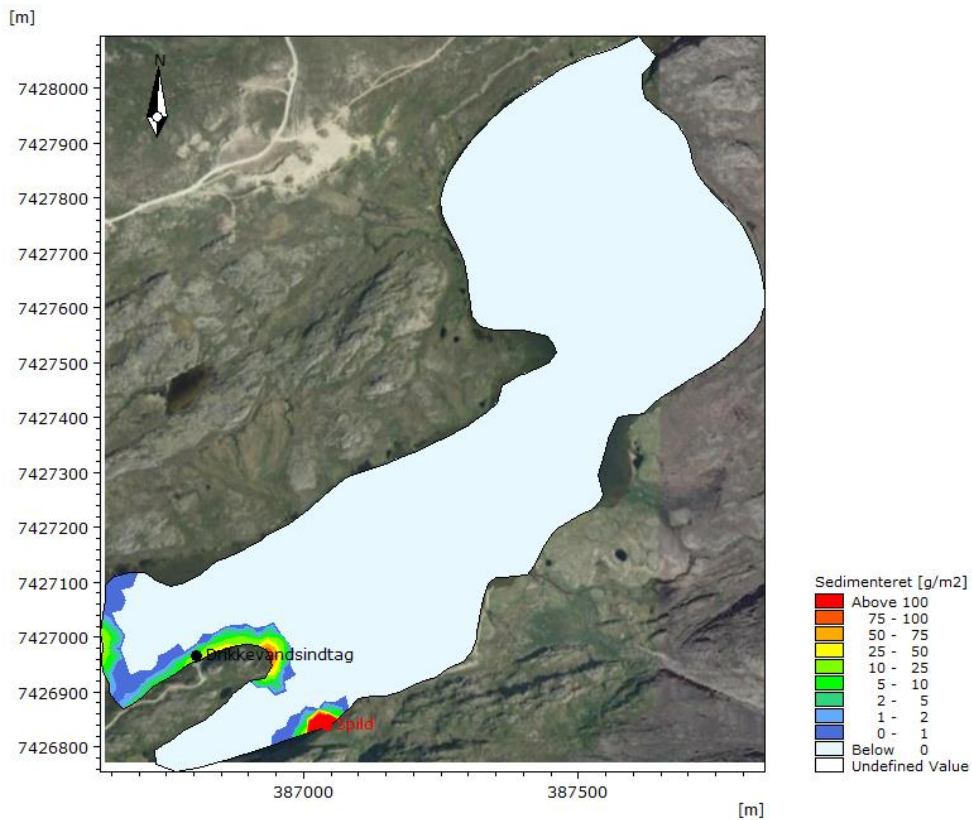 [m]
N
7428000
7427900
7427800
7427700
7427600
7427500
7427400
7427300
7427200
7427100
7427000
7426900
7426800
Drikkevandsindtag
Spild
387000
387500
[m]
Sedimenteret [g/m2]
Above 100
75 - 100
50 - 75
25 - 50
10 - 25
5 - 10
2 - 5
1 - 2
0 - 1
Below 0
Undefined Value